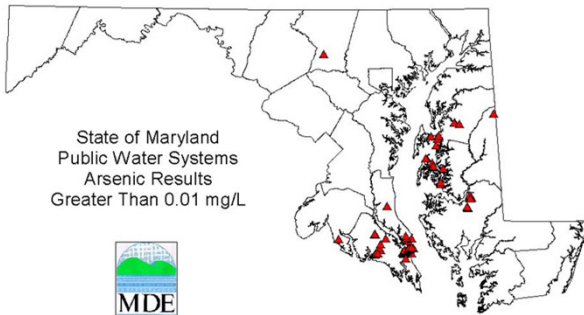 State of Maryland
Public Water Systems
Arsenic Results
Greater Than 0.01 mg/L
MDE